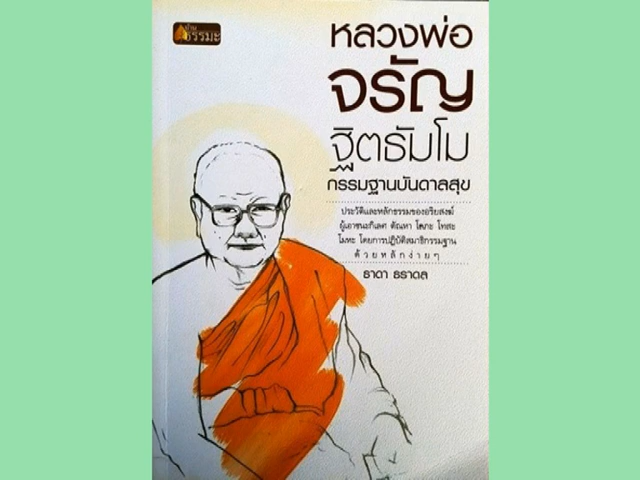 บ้าน
ธรรมะ
หลวงพ่อ
จรัญ
ฐิตธัมโม
กรรมฐานบันดาลสุข
ประวัติและหลักธรรมของอริยสงฆ์
ผู้เอาชนะกิเลศ ตัณหา โลภะ โทสะ
โมหะ โดยการปฏิบัติสมาธิกรรมฐาน
ด้วยหลักง่ายๆ
ธาดา ธราดล